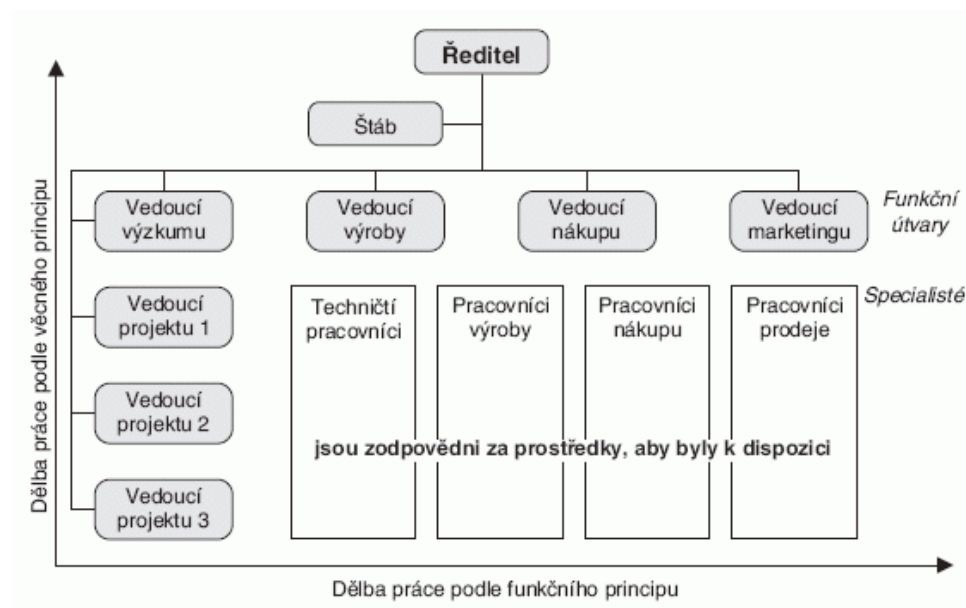 Ředitel
Štáb
Vedoucí
výzkumu
Vedoucí
výroby
Vedoucí
nákupu
Vedoucí
marketingu
Funkční
útvary
Vedoucí
projektu 1
Techničtí
pracovníci
Pracovníci
výroby
Pracovníci
nákupu
Pracovníci
prodeje
Specialisté
Vedoucí
projektu 2
jsou zodpovědni za prostředky, aby byly k dispozici
Vedoucí
projektu 3
Dělba práce podle věcného principu
Dělba práce podle funkčního principu